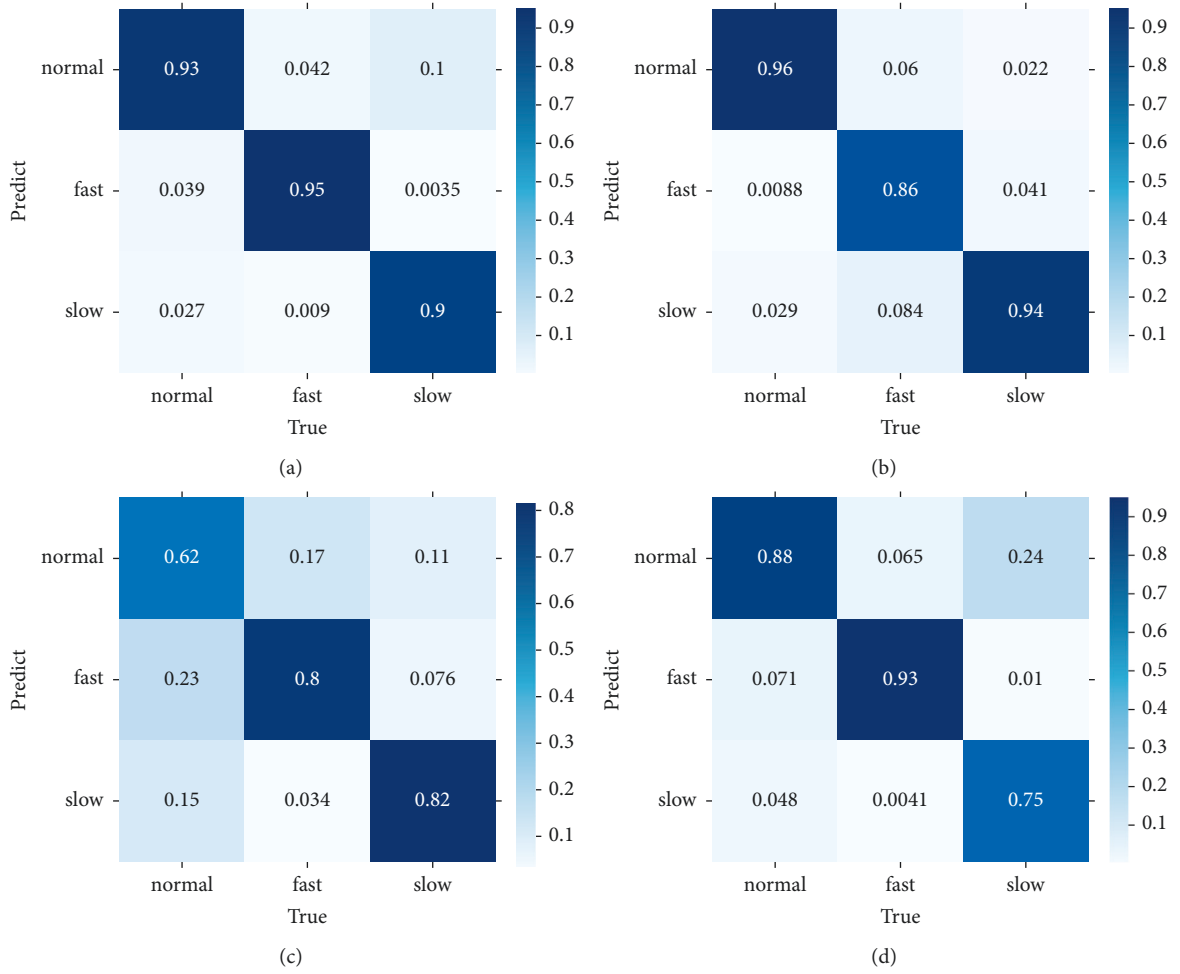 normal 0.93 0.042 0.1
fast 0.039 0.95 0.0035
slow 0.027 0.009 0.9
normal fast slow
Predict
True
0.9
0.8
0.7
0.6
0.5
0.4
0.3
0.2
0.1
(a)
normal 0.96 0.06 0.022
fast 0.0088 0.86 0.041
slow 0.029 0.084 0.94
normal fast slow
Predict
True
0.9
0.8
0.7
0.6
0.5
0.4
0.3
0.2
0.1
(b)
normal 0.62 0.17 0.11
fast 0.23 0.8 0.076
slow 0.15 0.034 0.82
normal fast slow
Predict
True
0.8
0.7
0.6
0.5
0.4
0.3
0.2
0.1
(c)
normal 0.88 0.065 0.24
fast 0.071 0.93 0.01
slow 0.048 0.0041 0.75
normal fast slow
Predict
True
0.9
0.8
0.7
0.6
0.5
0.4
0.3
0.2
0.1
(d)